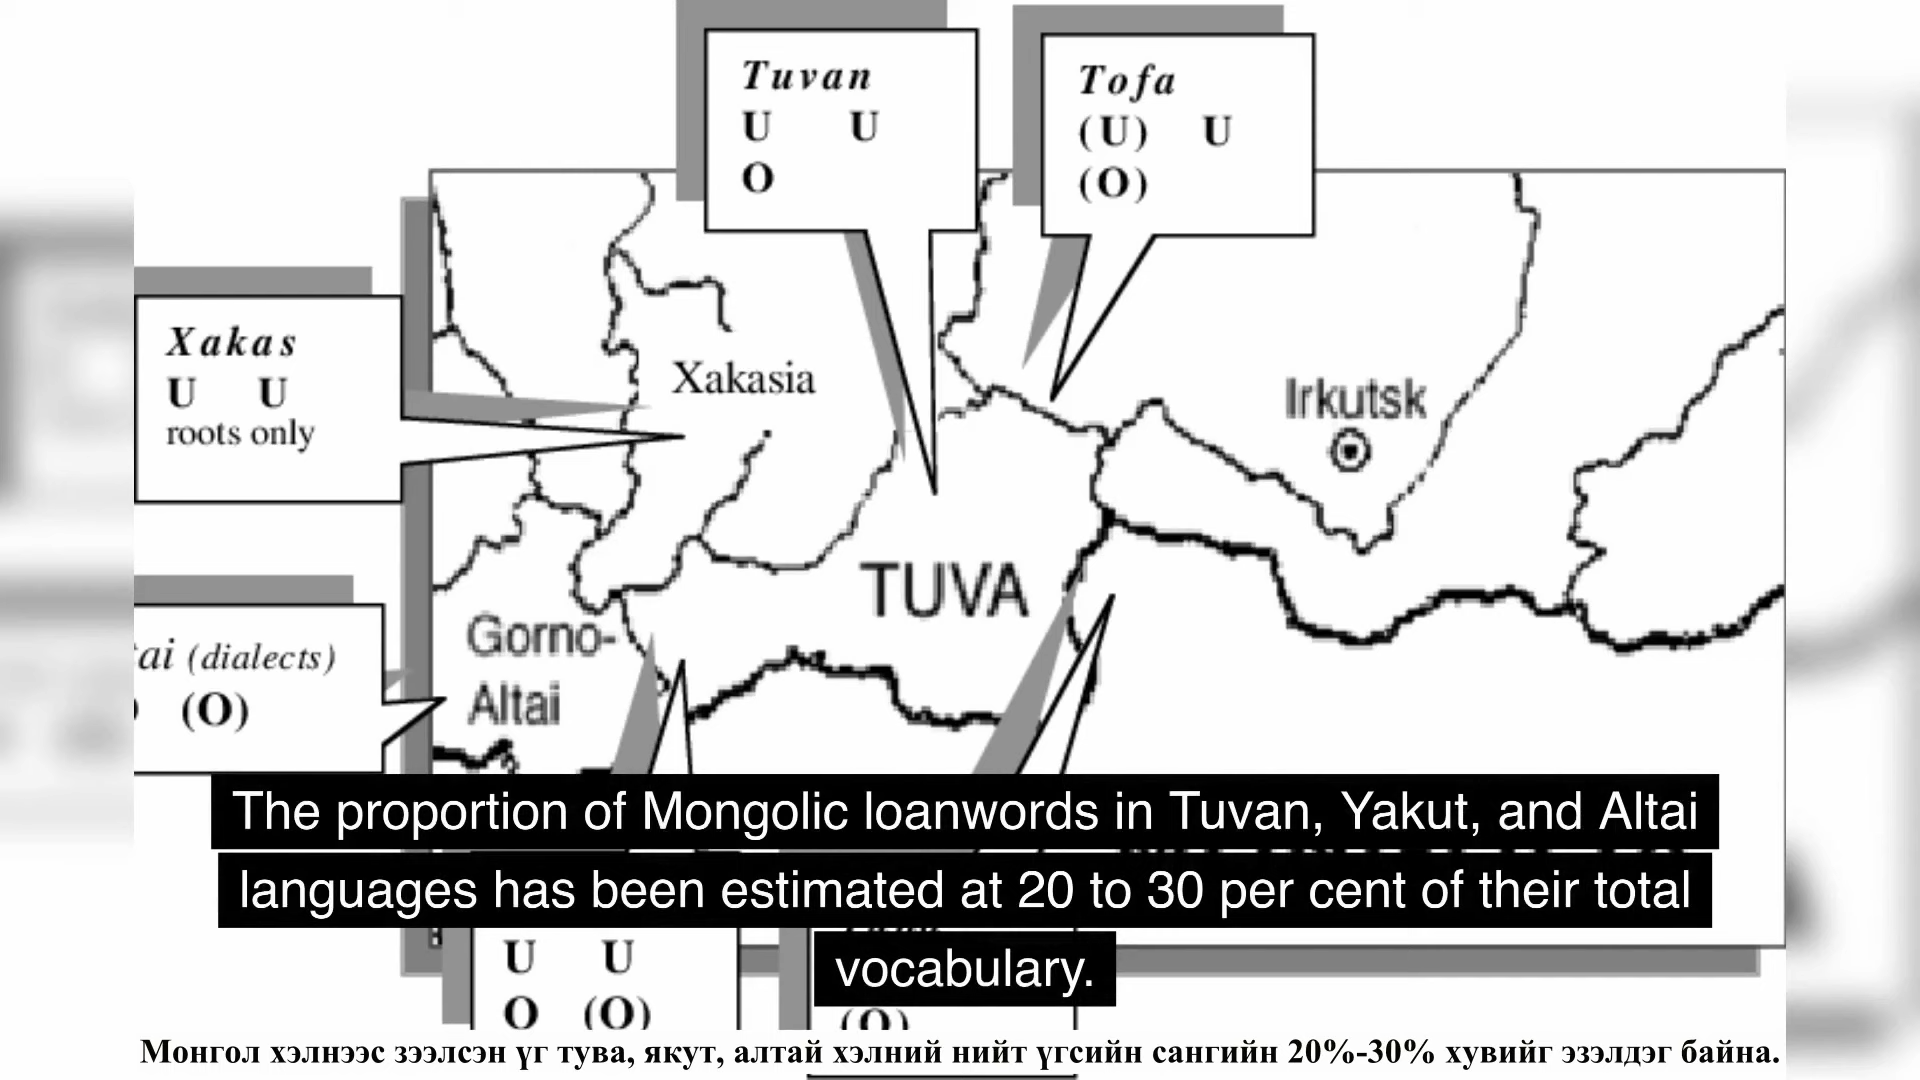 Tuvan
U U
O
Tofa
(U) U
(O)
Xakas
U U
roots only
Xakasia
Irkutsk
TUVA
Gorno-
Altai
(dialects)
(O)
The proportion of Mongolic loanwords in Tuvan, Yakut, and Altai
languages has been estimated at 20 to 30 per cent of their total
vocabulary.
U U
O (O)
(O)
Монгол хэлнээс зээлсэн үг тува, якут, алтай хэлний нийт үгсийн сангийн 20%-30% хувийг эзэлдэг байна.